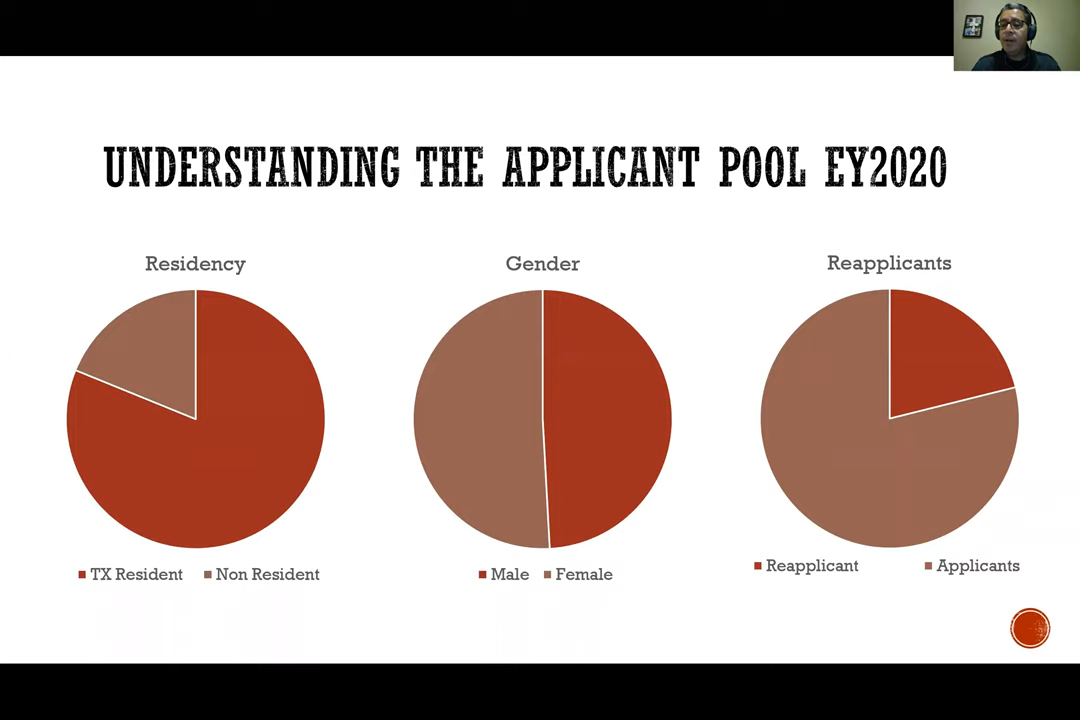 UNDERSTANDING THE APPLICANT POOL EY2020
Residency
TX Resident Non Resident
Gender
Male Female
Reapplicants
Reapplicant Applicants